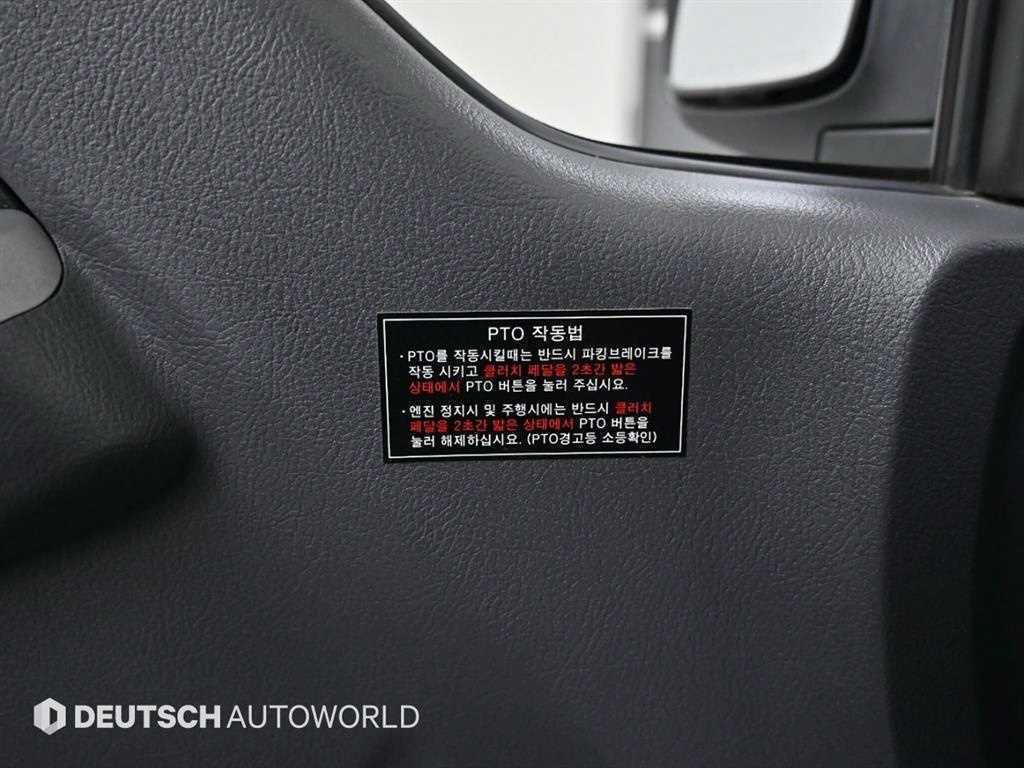 PTO 작동법
· PTO를 작동시킬때는 반드시 파킹브레이크를
작동 시키고 클러치 페달을 2초간 밟은
상태에서 PTO 버튼을 눌러 주십시요.
· 엔진 정지시 및 주행시에는 반드시 클러치
페달을 2초간 밟은 상태에서 PTO 버튼을
눌러 해제하십시요. (PTO경고등 소등확인)
DEUTSCH AUTOWORLD